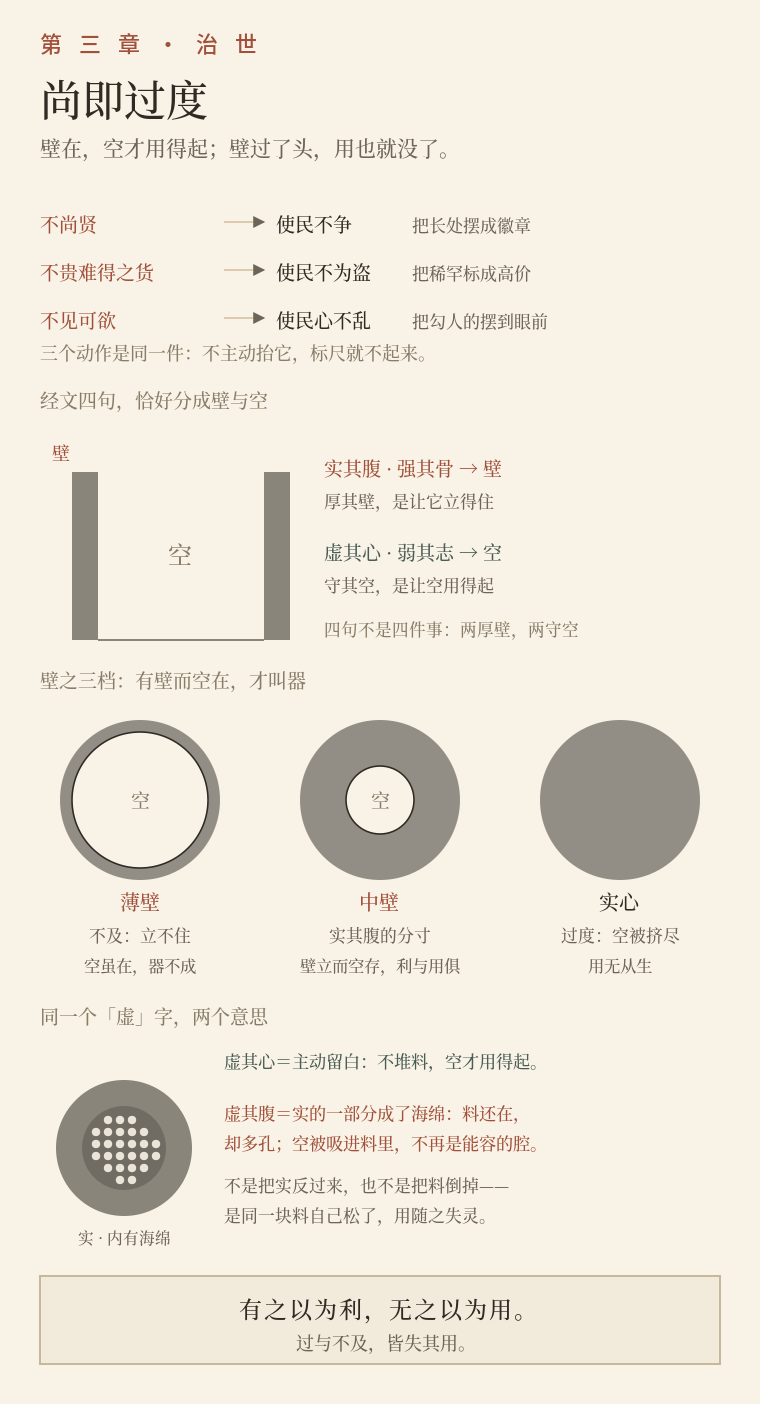 第三章·治世
尚即过度
壁在，空才用得起；壁过了头，用也就没了。
不尚贤 → 使民不争 把长处摆成徽章
不贵难得之货 → 使民不为盗 把稀罕标成高价
不见可欲 → 使民心不乱 把勾人的摆到眼前
三个动作是同一件：不主动抬它，标尺就不起来。
经文四句，恰好分成壁与空
壁
空
实其腹·强其骨→壁
厚其壁，是让它立得住
虚其心·弱其志→空
守其空，是让空用得起
四句不是四件事：两厚壁，两守空
壁之三档：有壁而空在，才叫器
空
薄壁
不及：立不住
空虽在，器不成
空
中壁
实其腹的分寸
壁立而空存，利与用俱
实心
过度：空被挤尽
用无从生
同一个「虚」字，两个意思
虚其心＝主动留白：不堆料，空才用得起。
虚其腹＝实的一部分成了海绵：料还在，
却多孔；空被吸进料里，不再是能容的腔。
不是把实反过来，也不是把料倒掉——
是同一块料自己松了，用随之失灵。
实·内有海绵
有之以为利，无之以为用。
过与不及，皆失其用。